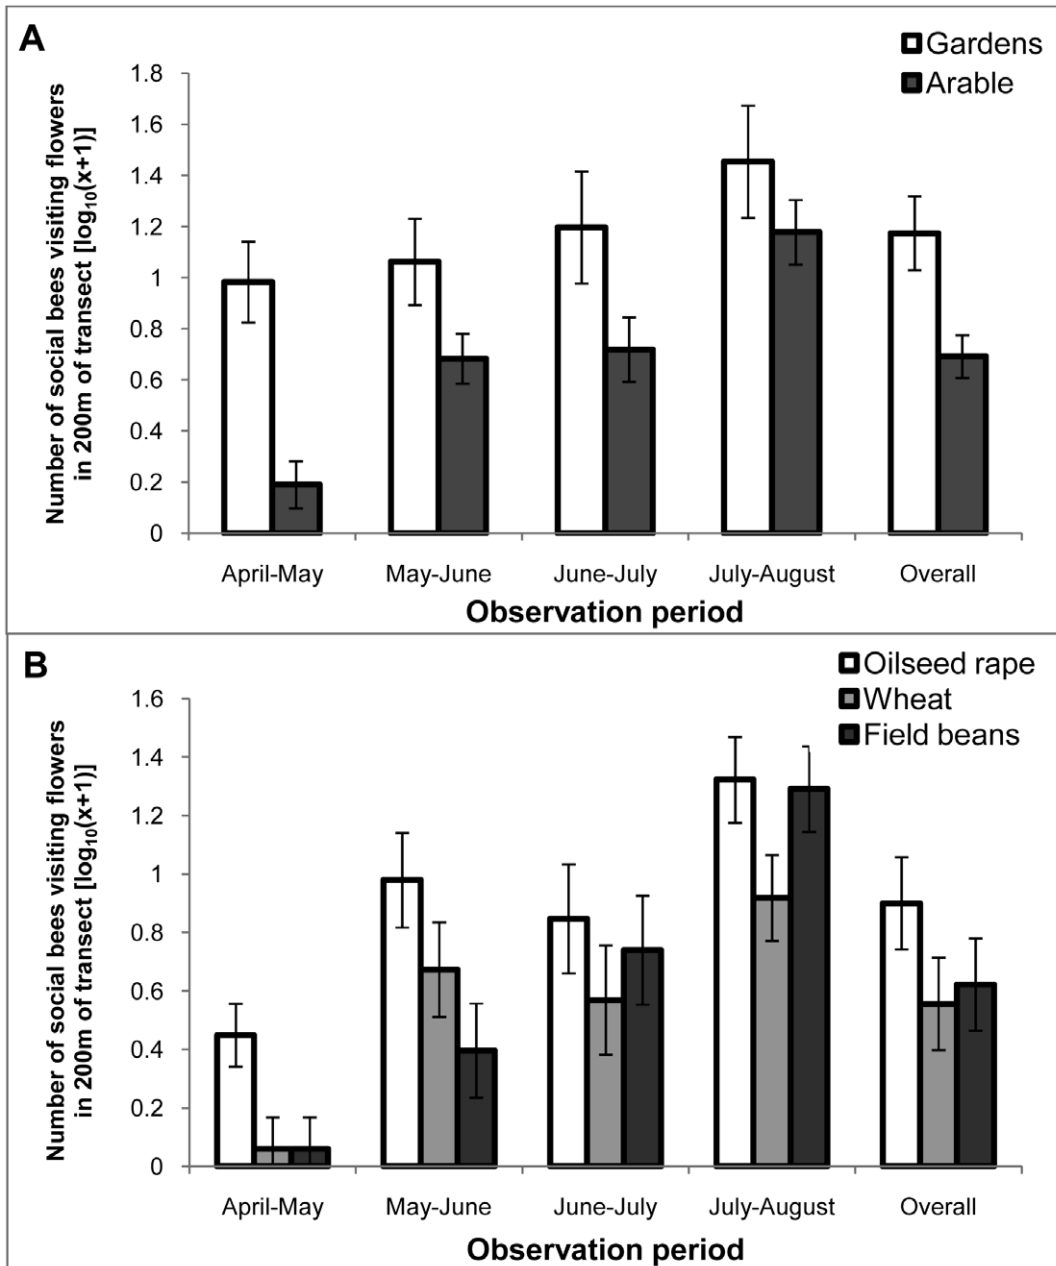 A
Gardens
Arable
Number of social bees visiting flowers
in 200m of transect [log₁₀(x+1)]
1.8
1.6
1.4
1.2
1
0.8
0.6
0.4
0.2
0
April-May May-June June-July July-August Overall
Observation period
B
Oilseed rape
Wheat
Field beans
Number of social bees visiting flowers
in 200m of transect [log₁₀(x+1)]
1.6
1.4
1.2
1
0.8
0.6
0.4
0.2
0
April-May May-June June-July July-August Overall
Observation period